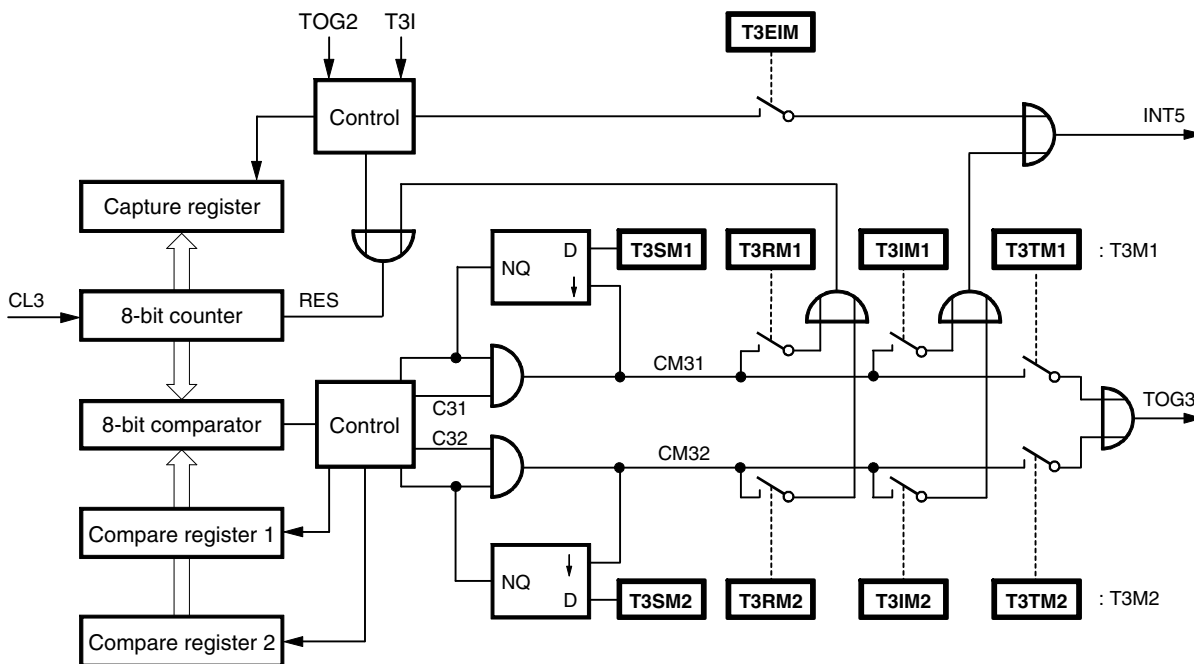 TOG2
T3I
T3EIM
Control
INT5
Capture register
D
NQ
T3SM1
T3RM1
T3IM1
T3TM1
: T3M1
CL3
8-bit counter
RES
CM31
C31
8-bit comparator
Control
TOG3
C32
CM32
Compare register 1
NQ
D
T3SM2
T3RM2
T3IM2
T3TM2
: T3M2
Compare register 2